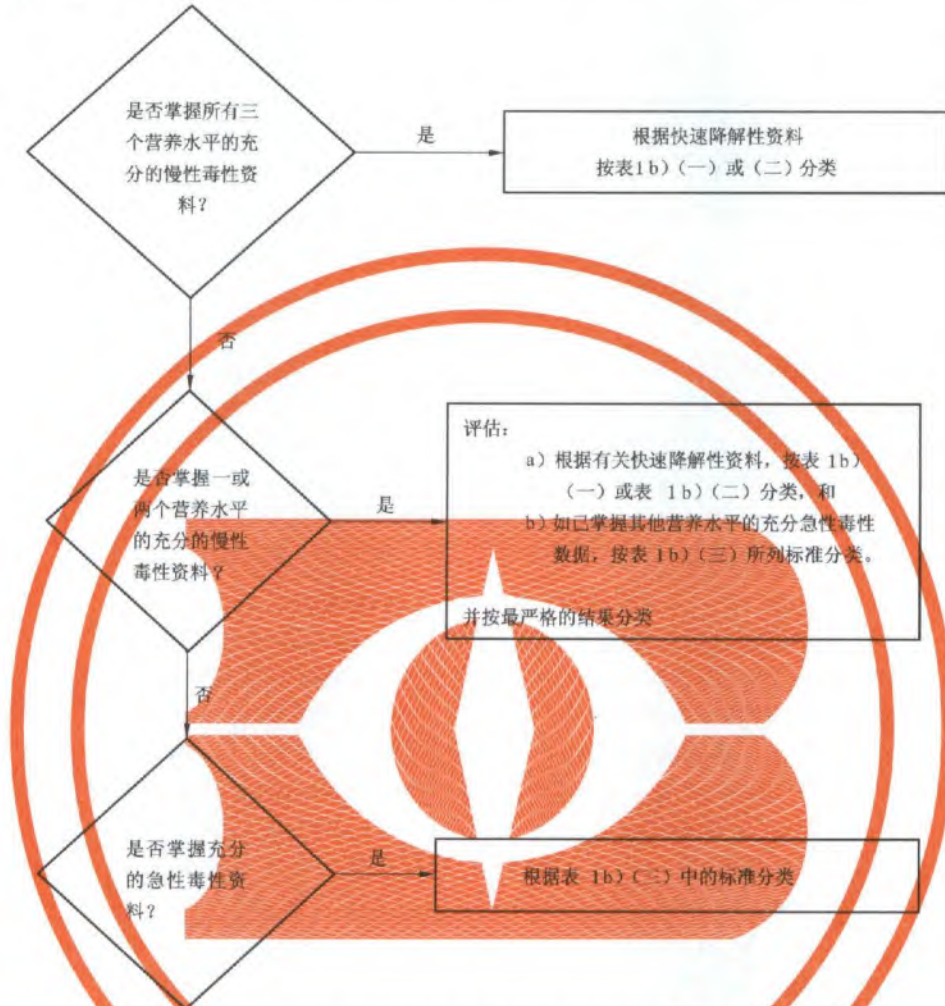 是否掌握所有三
个营养水平的充
分的慢性毒性资
料？
是
根据快速降解性资料
按表1b）（一）或（二）分类
否
是否掌握一或
两个营养水平
的充分的慢性
毒性资料？
是
评估：
a）根据有关快速降解性资料，按表 1b）
（一）或表 1b）（二）分类，和
b）如已掌握其他营养水平的充分急性毒性
数据，按表 1b）（三）所列标准分类。
并按最严格的结果分类
否
是否掌握充分
的急性毒性资
料？
是
根据表 1b）（三）中的标准分类